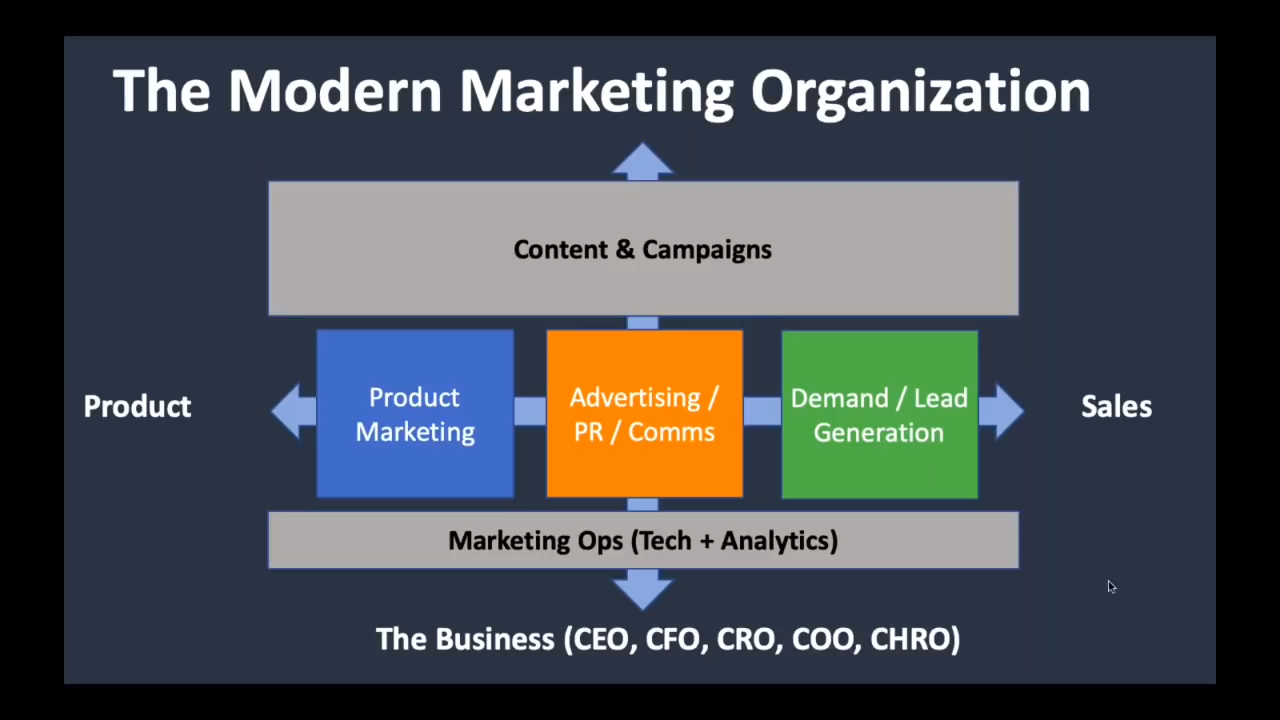 The Modern Marketing Organization
Content & Campaigns
Product
Product
Marketing
Advertising /
PR / Comms
Demand / Lead
Generation
Sales
Marketing Ops (Tech + Analytics)
The Business (CEO, CFO, CRO, COO, CHRO)